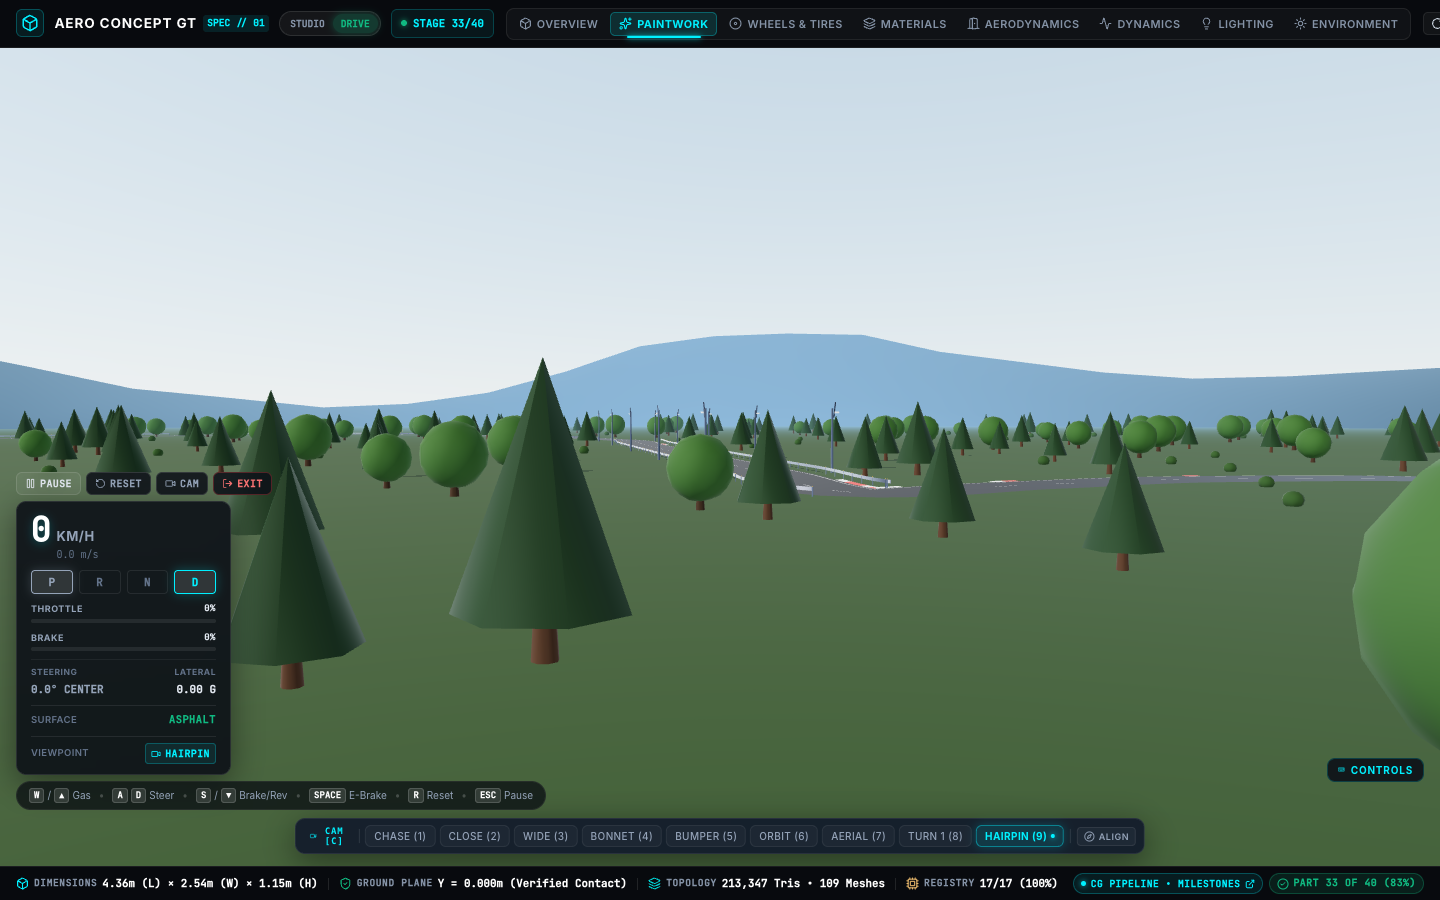 AERO CONCEPT GT SPEC // 01 STUDIO DRIVE STAGE 33/40 OVERVIEW PAINTWORK WHEELS & TIRES MATERIALS AERODYNAMICS DYNAMICS LIGHTING ENVIRONMENT
PAUSE RESET CAM EXIT
0 KM/H
0.0 m/s
P R N D
THROTTLE 0%
BRAKE 0%
STEERING LATERAL
0.0° CENTER 0.00 G
SURFACE ASPHALT
VIEWPOINT HAIRPIN
CONTROLS
W / ▲ Gas • A D Steer • S / ▼ Brake/Rev • SPACE E-Brake • R Reset • ESC Pause
CAM [C] CHASE (1) CLOSE (2) WIDE (3) BONNET (4) BUMPER (5) ORBIT (6) AERIAL (7) TURN 1 (8) HAIRPIN (9) • ALIGN
DIMENSIONS 4.36m (L) × 2.54m (W) × 1.15m (H) GROUND PLANE Y = 0.000m (Verified Contact) TOPOLOGY 213,347 Tris • 109 Meshes REGISTRY 17/17 (100%) CG PIPELINE • MILESTONES PART 33 OF 40 (83%)